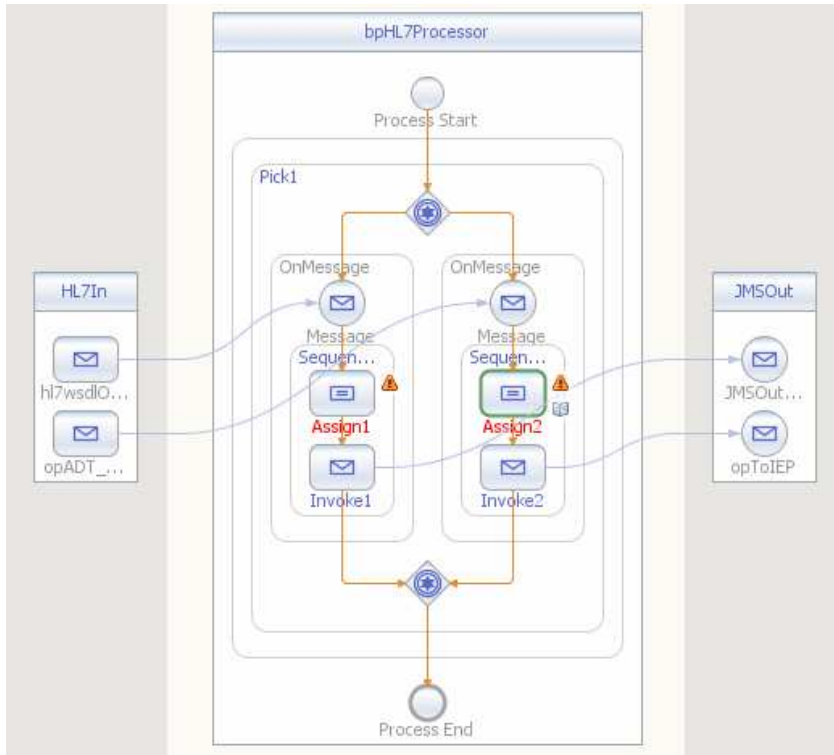 bpHL7Processor
Process Start
Pick1
OnMessage
OnMessage
HL7In
JMSOut
Message
Message
Sequen...
Sequen...
hl7wsdlO...
JMSOut...
Assign1
Assign2
opADT_...
opToIEP
Invoke1
Invoke2
Process End